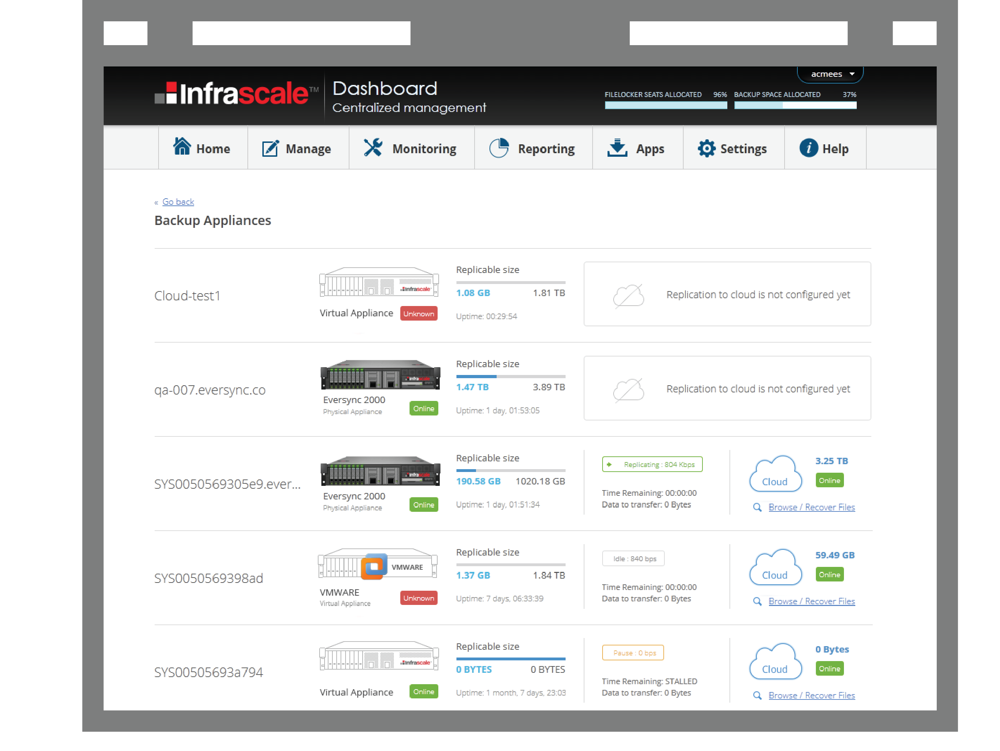 acmees
Infrascale™
Dashboard
Centralized management
FILELOCKER SEATS ALLOCATED 96% BACKUP SPACE ALLOCATED 37%
Home Manage Monitoring Reporting Apps Settings Help
« Go back
Backup Appliances
Cloud-test1
Infrascale
Virtual Appliance Unknown
Replicable size
1.08 GB 1.81 TB
Uptime: 00:29:54
Replication to cloud is not configured yet
qa-007.eversync.co
Infrascale
Eversync 2000
Physical Appliance
Online
Replicable size
1.47 TB 3.89 TB
Uptime: 1 day, 01:53:05
Replication to cloud is not configured yet
SYS0050569305e9.ever...
Infrascale
Eversync 2000
Physical Appliance
Online
Replicable size
190.58 GB 1020.18 GB
Uptime: 1 day, 01:51:34
Replicating : 804 Kbps
Time Remaining: 00:00:00
Data to transfer: 0 Bytes
Cloud
3.25 TB
Online
Browse / Recover Files
SYS0050569398ad
VMWARE
VMWARE
Virtual Appliance
Unknown
Replicable size
1.37 GB 1.84 TB
Uptime: 7 days, 06:33:39
Idle : 840 bps
Time Remaining: 00:00:00
Data to transfer: 0 Bytes
Cloud
59.49 GB
Online
Browse / Recover Files
SYS00505693a794
Infrascale
Virtual Appliance Online
Replicable size
0 BYTES 0 BYTES
Uptime: 1 month, 7 days, 23:03
Pause : 0 bps
Time Remaining: STALLED
Data to transfer: 0 Bytes
Cloud
0 Bytes
Online
Browse / Recover Files